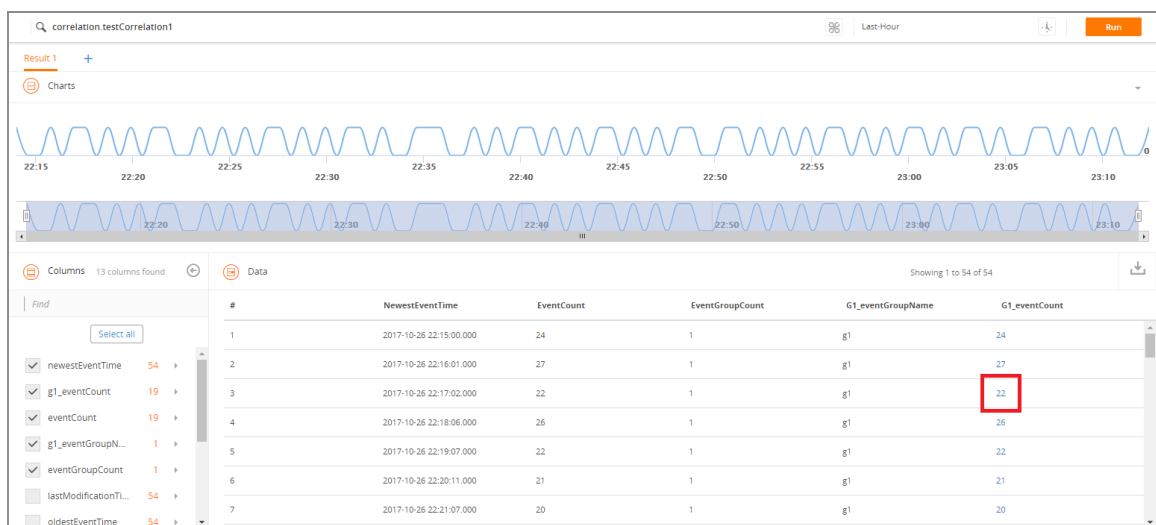 correlation.testCorrelation1 Last-Hour Run
Result 1 +
Charts
0
22:15 22:25 22:35 22:45 22:55 23:05
22:20 22:30 22:40 22:50 23:00 23:10
22:20 22:30 22:40 22:50 23:00 23:10
Columns 13 columns found
Find
Select all
newestEventTime 54
g1_eventCount 19
eventCount 19
g1_eventGroupN... 1
eventGroupCount 1
lastModificationTi... 54
oldestEventTime 54
Data Showing 1 to 54 of 54
# NewestEventTime EventCount EventGroupCount G1_eventGroupName G1_eventCount
1 2017-10-26 22:15:00.000 24 1 g1 24
2 2017-10-26 22:16:01.000 27 1 g1 27
3 2017-10-26 22:17:02.000 22 1 g1 22
4 2017-10-26 22:18:06.000 26 1 g1 26
5 2017-10-26 22:19:07.000 22 1 g1 22
6 2017-10-26 22:20:11.000 21 1 g1 21
7 2017-10-26 22:21:07.000 20 1 g1 20